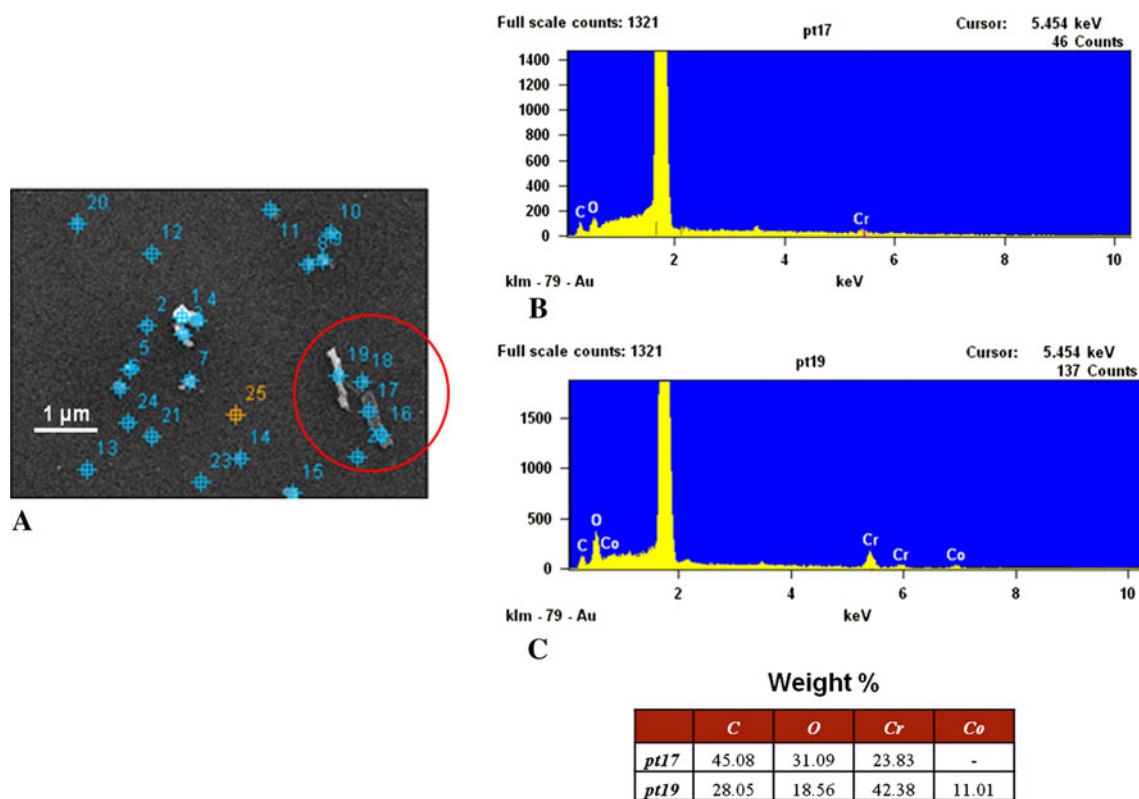 20
12
11
10
8 9
2
1 4
3
5
6
7
19 18
17
16
24
21
25
1 µm
13
23
14
15
A
Full scale counts: 1321
pt17
Cursor: 5.454 keV
46 Counts
1400
1200
1000
800
600
400
200
0
C O Cr
2 4 6 8 10
klm - 79 - Au
keV
B
Full scale counts: 1321
pt19
Cursor: 5.454 keV
137 Counts
1500
1000
500
0
C O Co Cr Cr Co
2 4 6 8 10
klm - 79 - Au
keV
C
Weight %
C O Cr Co
pt17 45.08 31.09 23.83 -
pt19 28.05 18.56 42.38 11.01